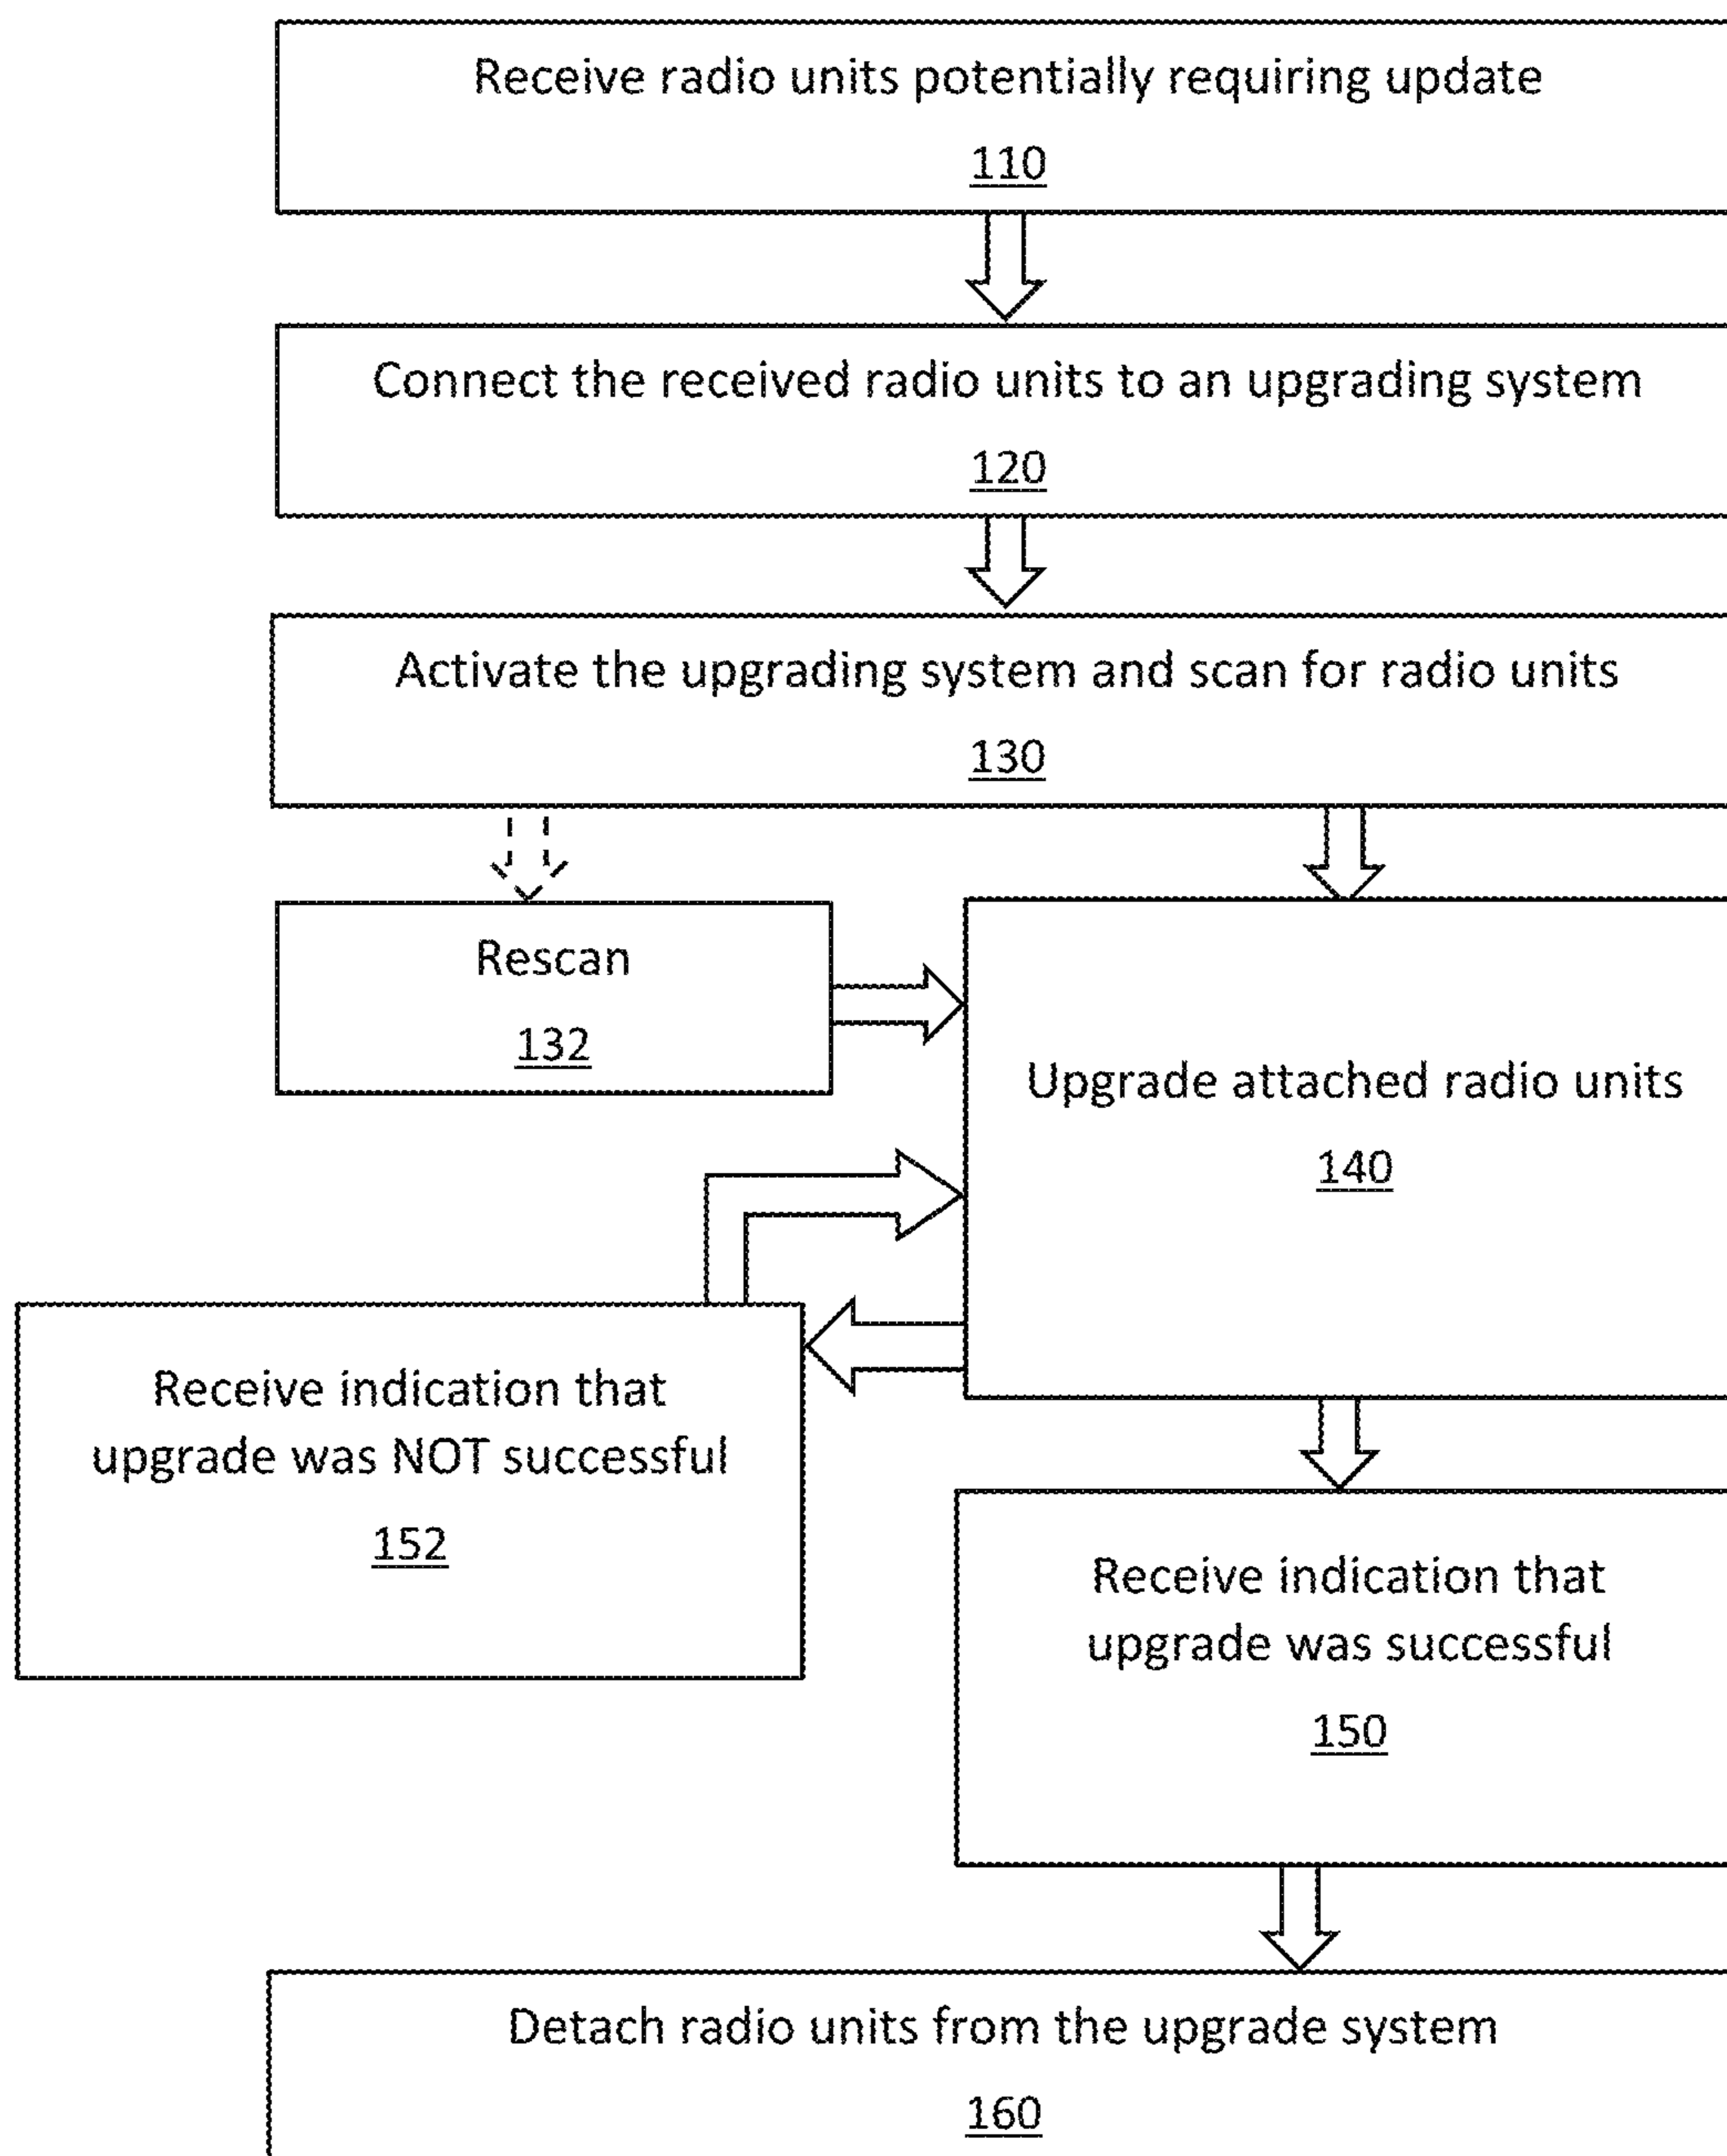 Receive radio units potentially requiring update
110
Connect the received radio units to an upgrading system
120
Activate the upgrading system and scan for radio units
130
Rescan
132
Upgrade attached radio units
140
Receive indication that
upgrade was NOT successful
152
Receive indication that
upgrade was successful
150
Detach radio units from the upgrade system
160